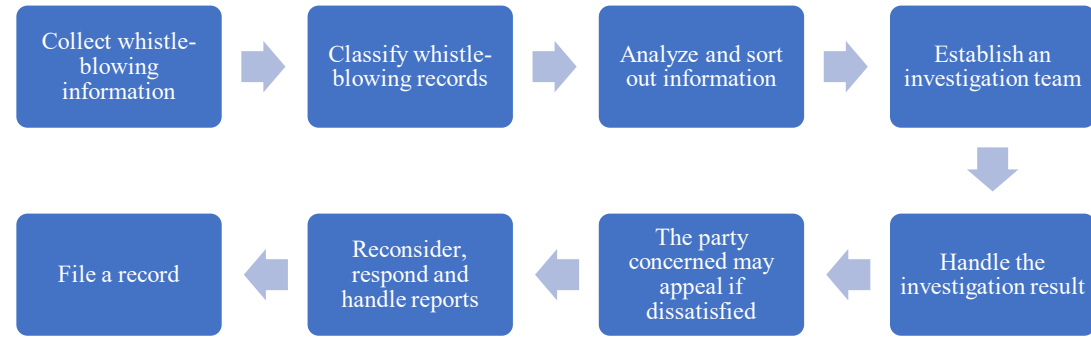 Collect whistle-
blowing
information
Classify whistle-
blowing records
Analyze and sort
out information
Establish an
investigation team
Handle the
investigation result
The party
concerned may
appeal if
dissatisfied
Reconsider,
respond and
handle reports
File a record